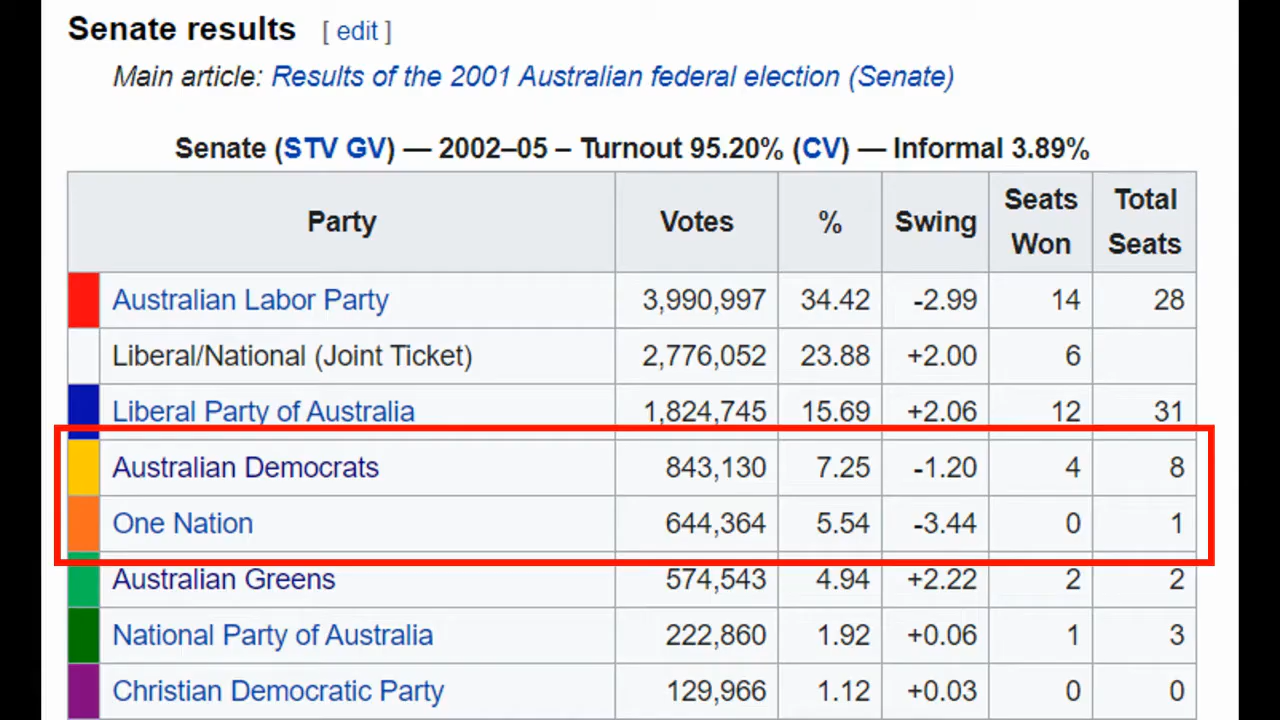 Senate results [ edit ]
Main article: Results of the 2001 Australian federal election (Senate)
Senate (STV GV) — 2002–05 – Turnout 95.20% (CV) — Informal 3.89%
Party Votes % Swing Seats Won Total Seats
Australian Labor Party 3,990,997 34.42 -2.99 14 28
Liberal/National (Joint Ticket) 2,776,052 23.88 +2.00 6
Liberal Party of Australia 1,824,745 15.69 +2.06 12 31
Australian Democrats 843,130 7.25 -1.20 4 8
One Nation 644,364 5.54 -3.44 0 1
Australian Greens 574,543 4.94 +2.22 2 2
National Party of Australia 222,860 1.92 +0.06 1 3
Christian Democratic Party 129,966 1.12 +0.03 0 0